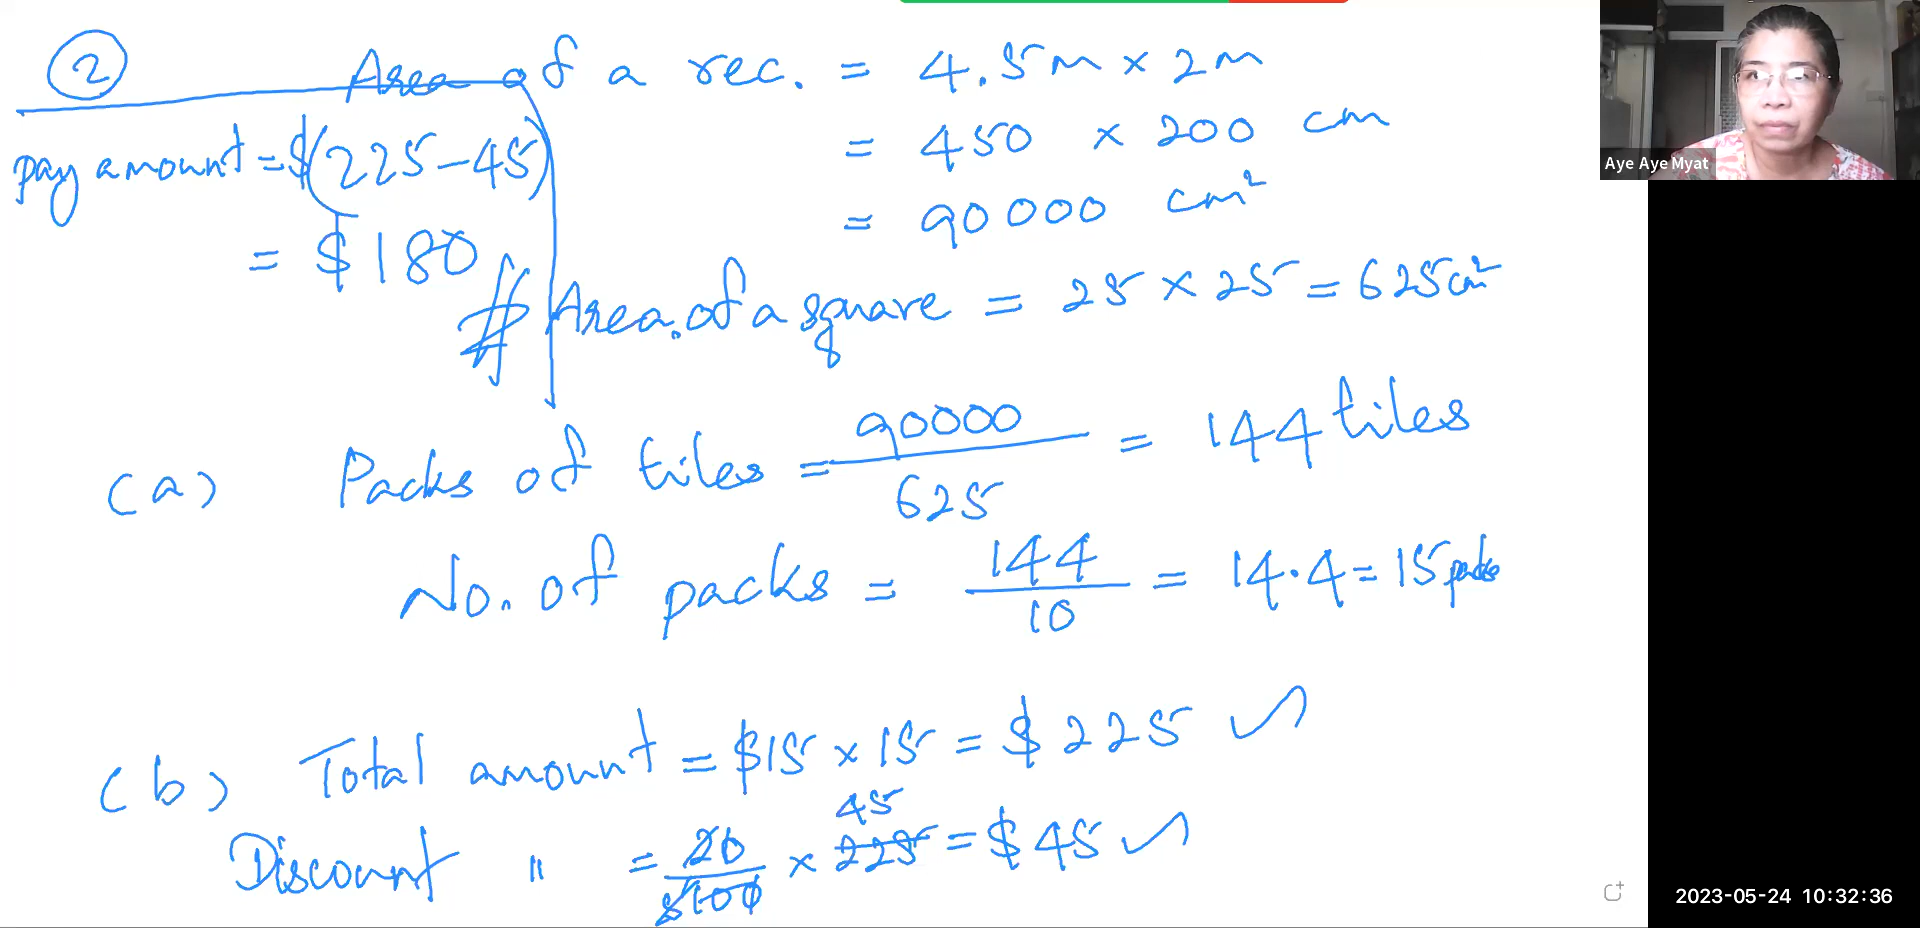 ②
Area of a rec. = 4.5m × 2m
= 450 × 200 cm
= 90000 cm²
pay amount = $(225-45)
= $180
Area of a square = 25 × 25 = 625cm²
(a) Packs of tiles = 90000/625 = 144 tiles
No. of packs = 144/10 = 14.4 = 15 packs
(b) Total amount = $15 × 15 = $225
45
Discount " = 20/100 × 225 = $45
5
Aye Aye Myat
2023-05-24 10:32:36